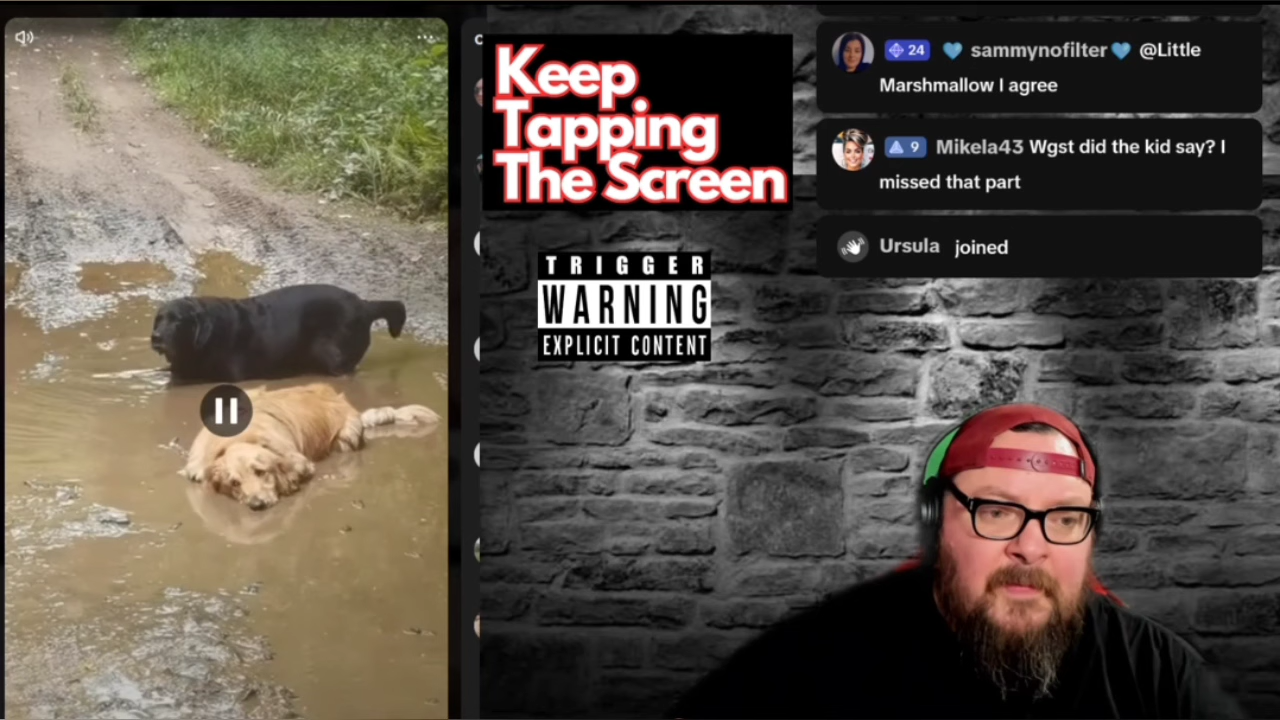 Keep
Tapping
The Screen
TRIGGER
WARNING
EXPLICIT CONTENT
24 sammynofilter @Little
Marshmallow I agree
9 Mikela43 Wgst did the kid say? I
missed that part
Ursula joined